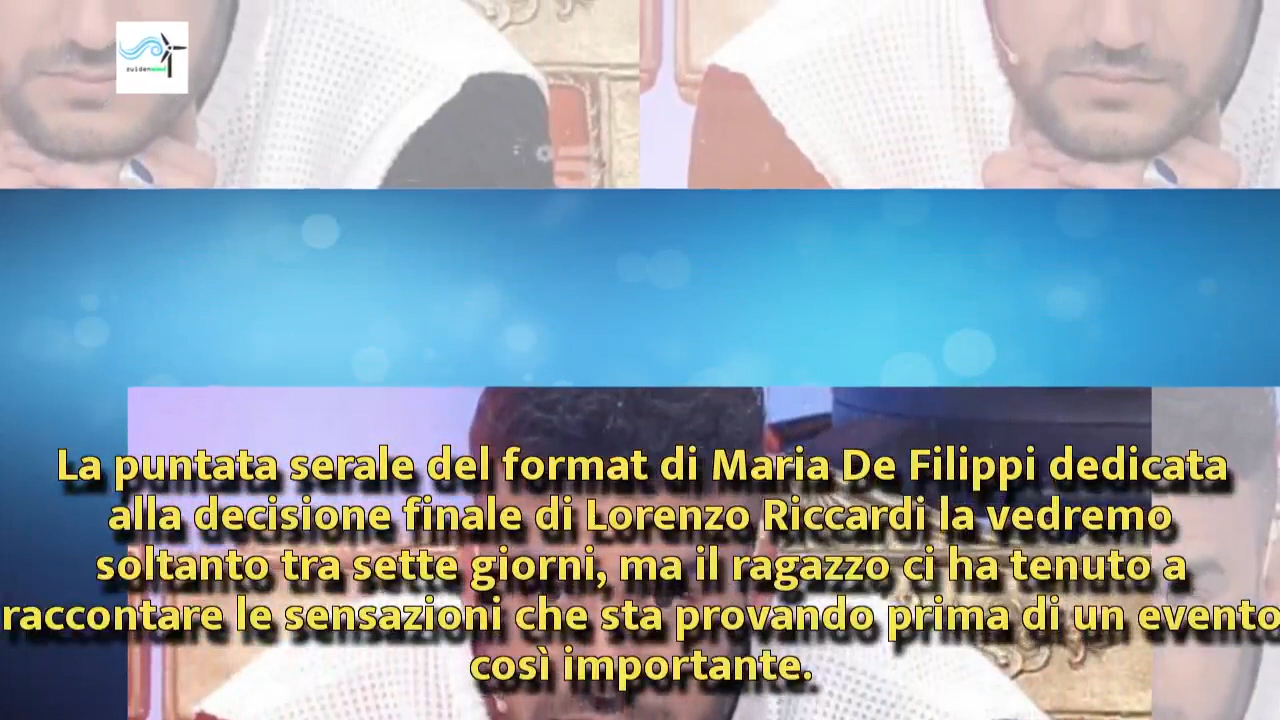 zuidenwind
La puntata serale del format di Maria De Filippi dedicata
alla decisione finale di Lorenzo Riccardi la vedremo
soltanto tra sette giorni, ma il ragazzo ci ha tenuto a
raccontare le sensazioni che sta provando prima di un evento
così importante.